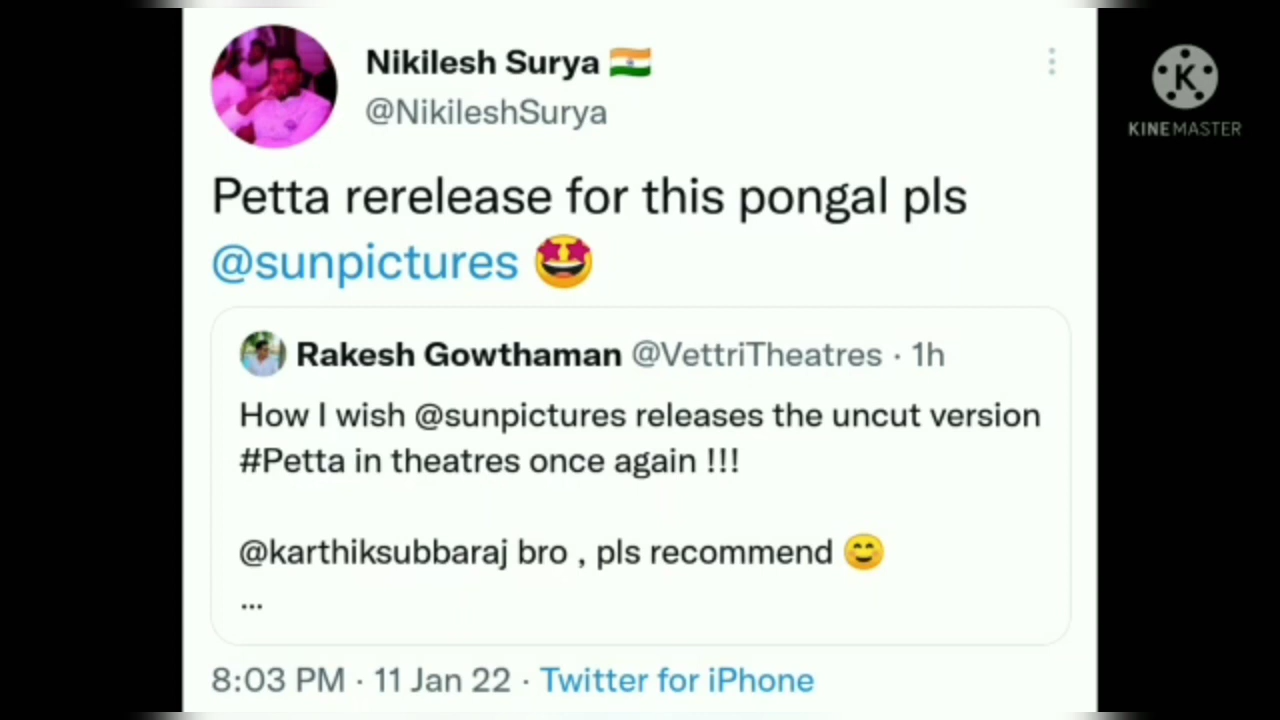 Nikilesh Surya 🇮🇳
@NikileshSurya
K
KINEMASTER
Petta rerelease for this pongal pls
@sunpictures 🤩
Rakesh Gowthaman @VettriTheatres · 1h
How I wish @sunpictures releases the uncut version
#Petta in theatres once again !!!
@karthiksubbaraj bro , pls recommend 😊
...
8:03 PM · 11 Jan 22 · Twitter for iPhone